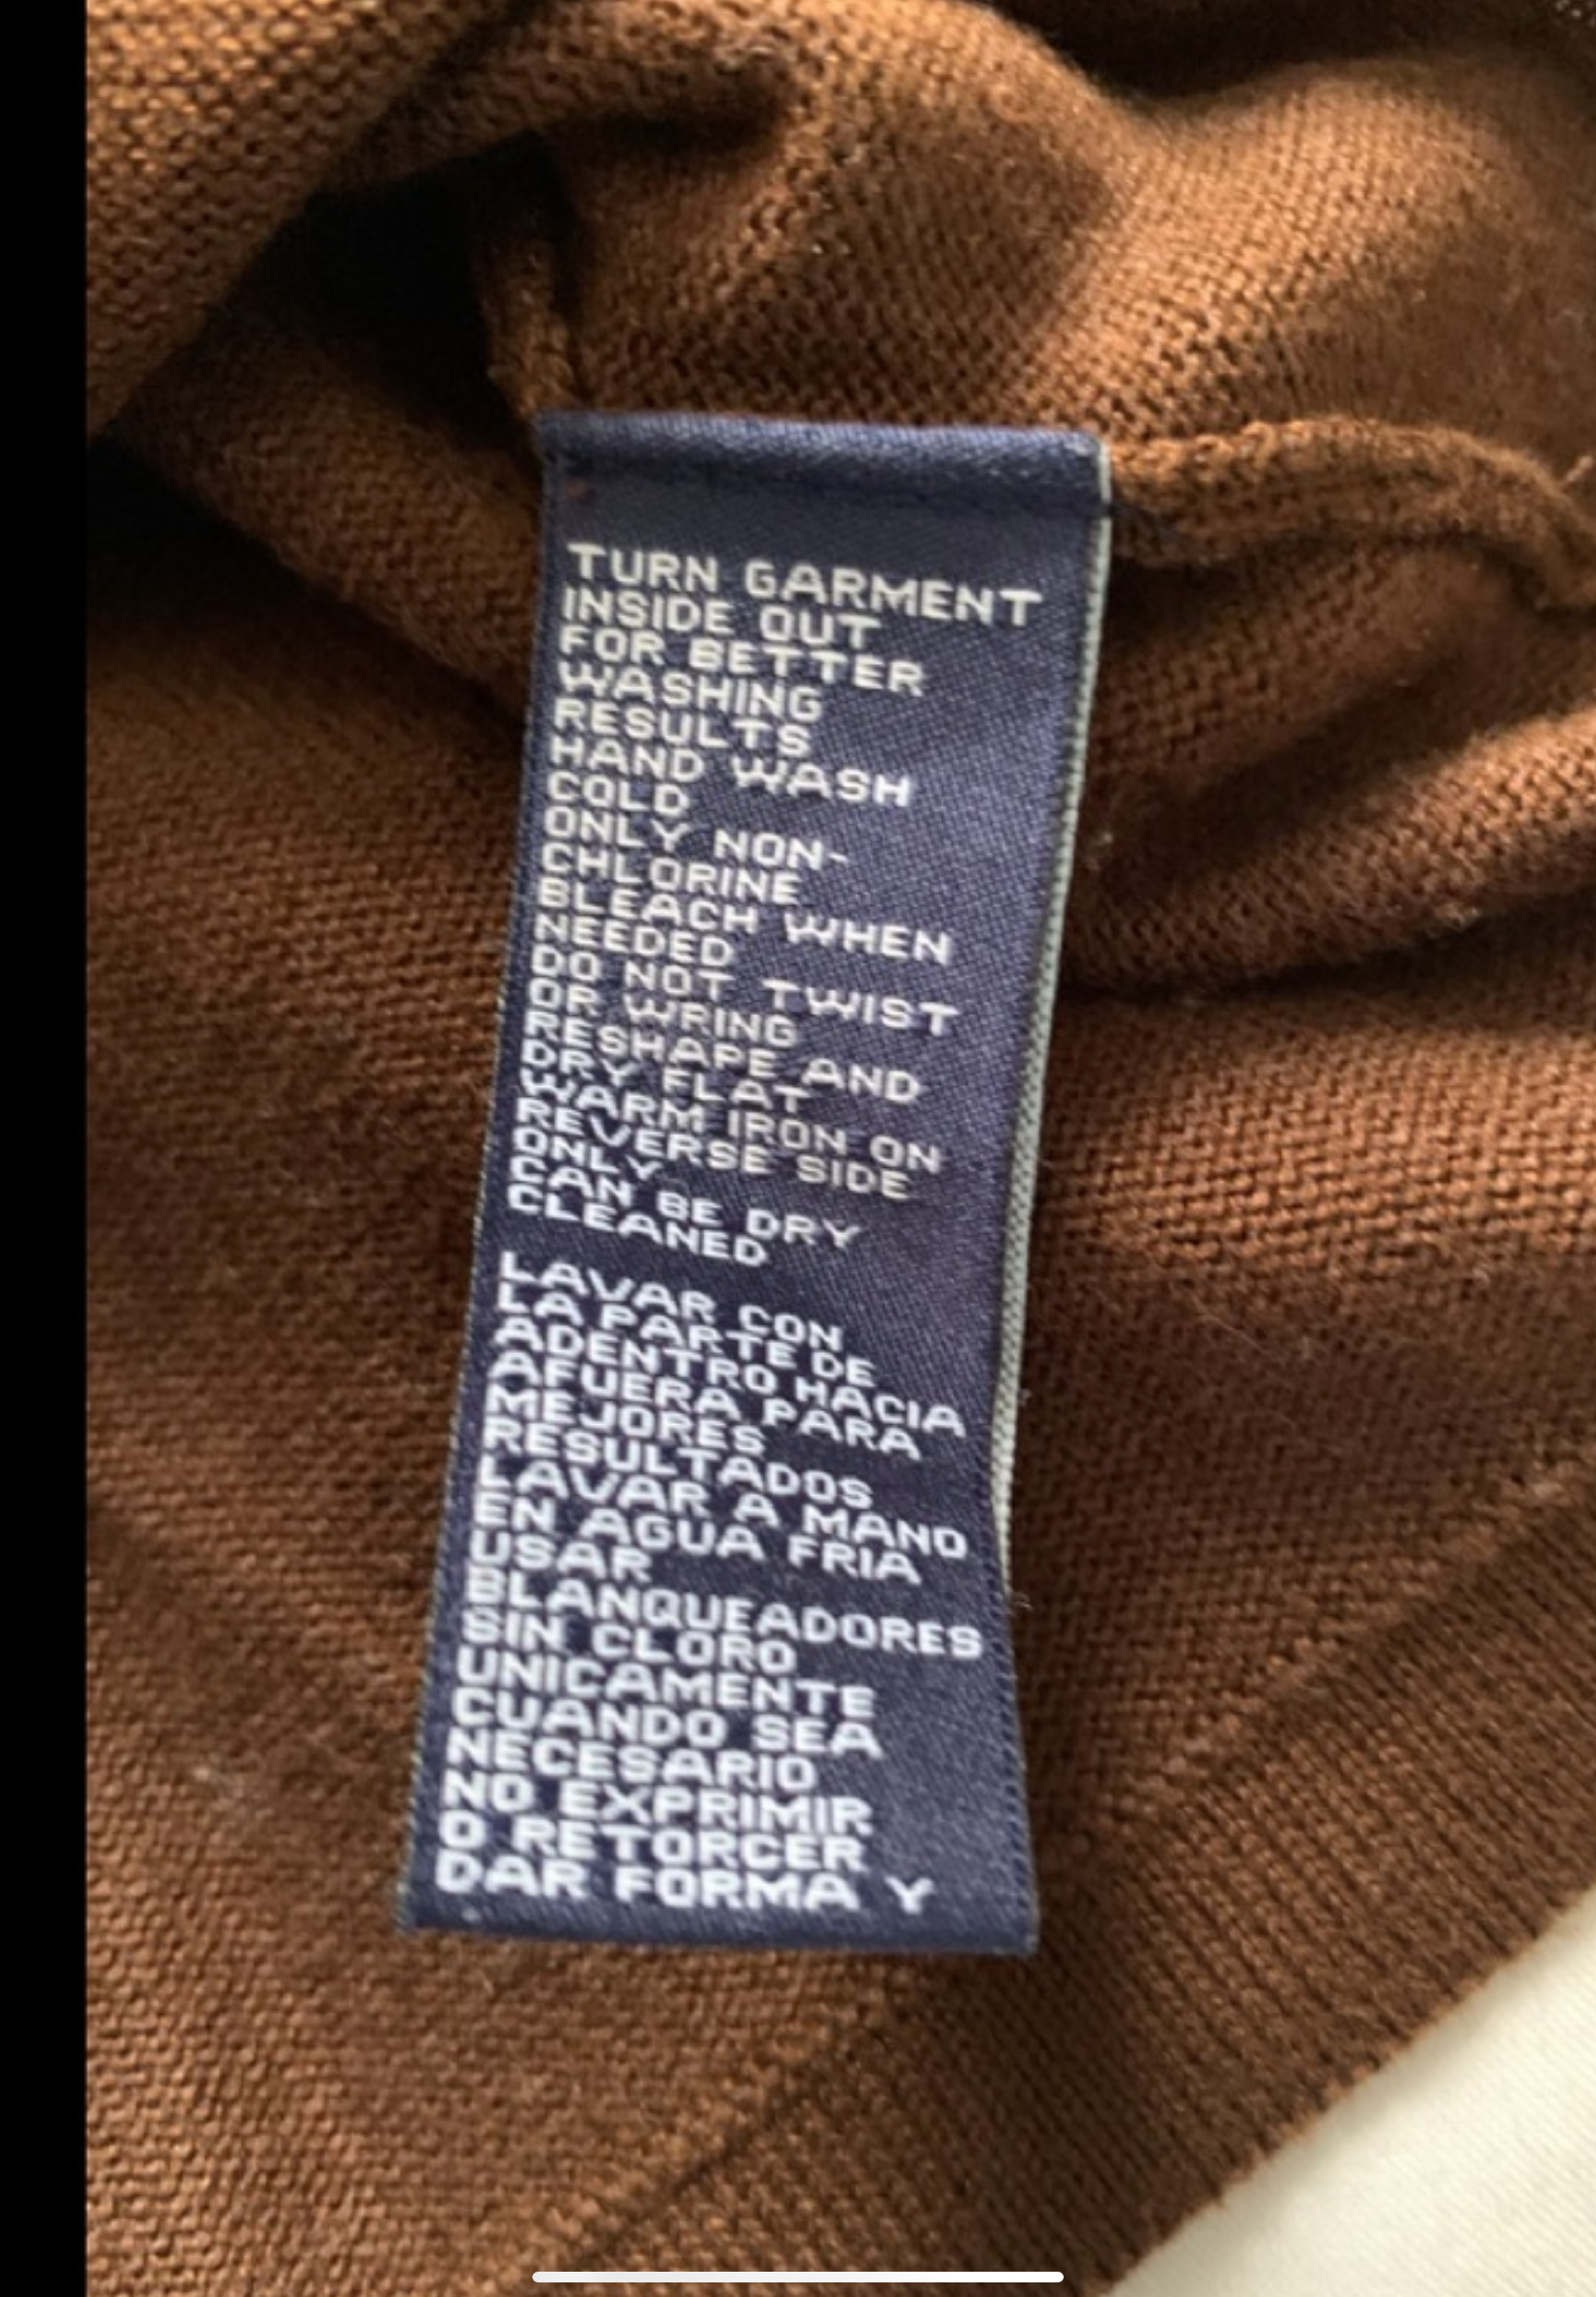 TURN GARMENT
INSIDE OUT
FOR BETTER
WASHING
RESULTS
HAND WASH
COLD
ONLY NON-
CHLORINE
BLEACH WHEN
NEEDED
DO NOT TWIST
OR WRING
RESHAPE AND
DRY FLAT
WARM IRON ON
REVERSE SIDE
ONLY
CAN BE DRY
CLEANED
LAVAR CON
LA PARTE DE
ADENTRO HACIA
AFUERA PARA
MEJORES
RESULTADOS
LAVAR A MANO
EN AGUA FRIA
USAR
BLANQUEADORES
SIN CLORO
UNICAMENTE
CUANDO SEA
NECESARIO
NO EXPRIMIR
O RETORCER
DAR FORMA Y